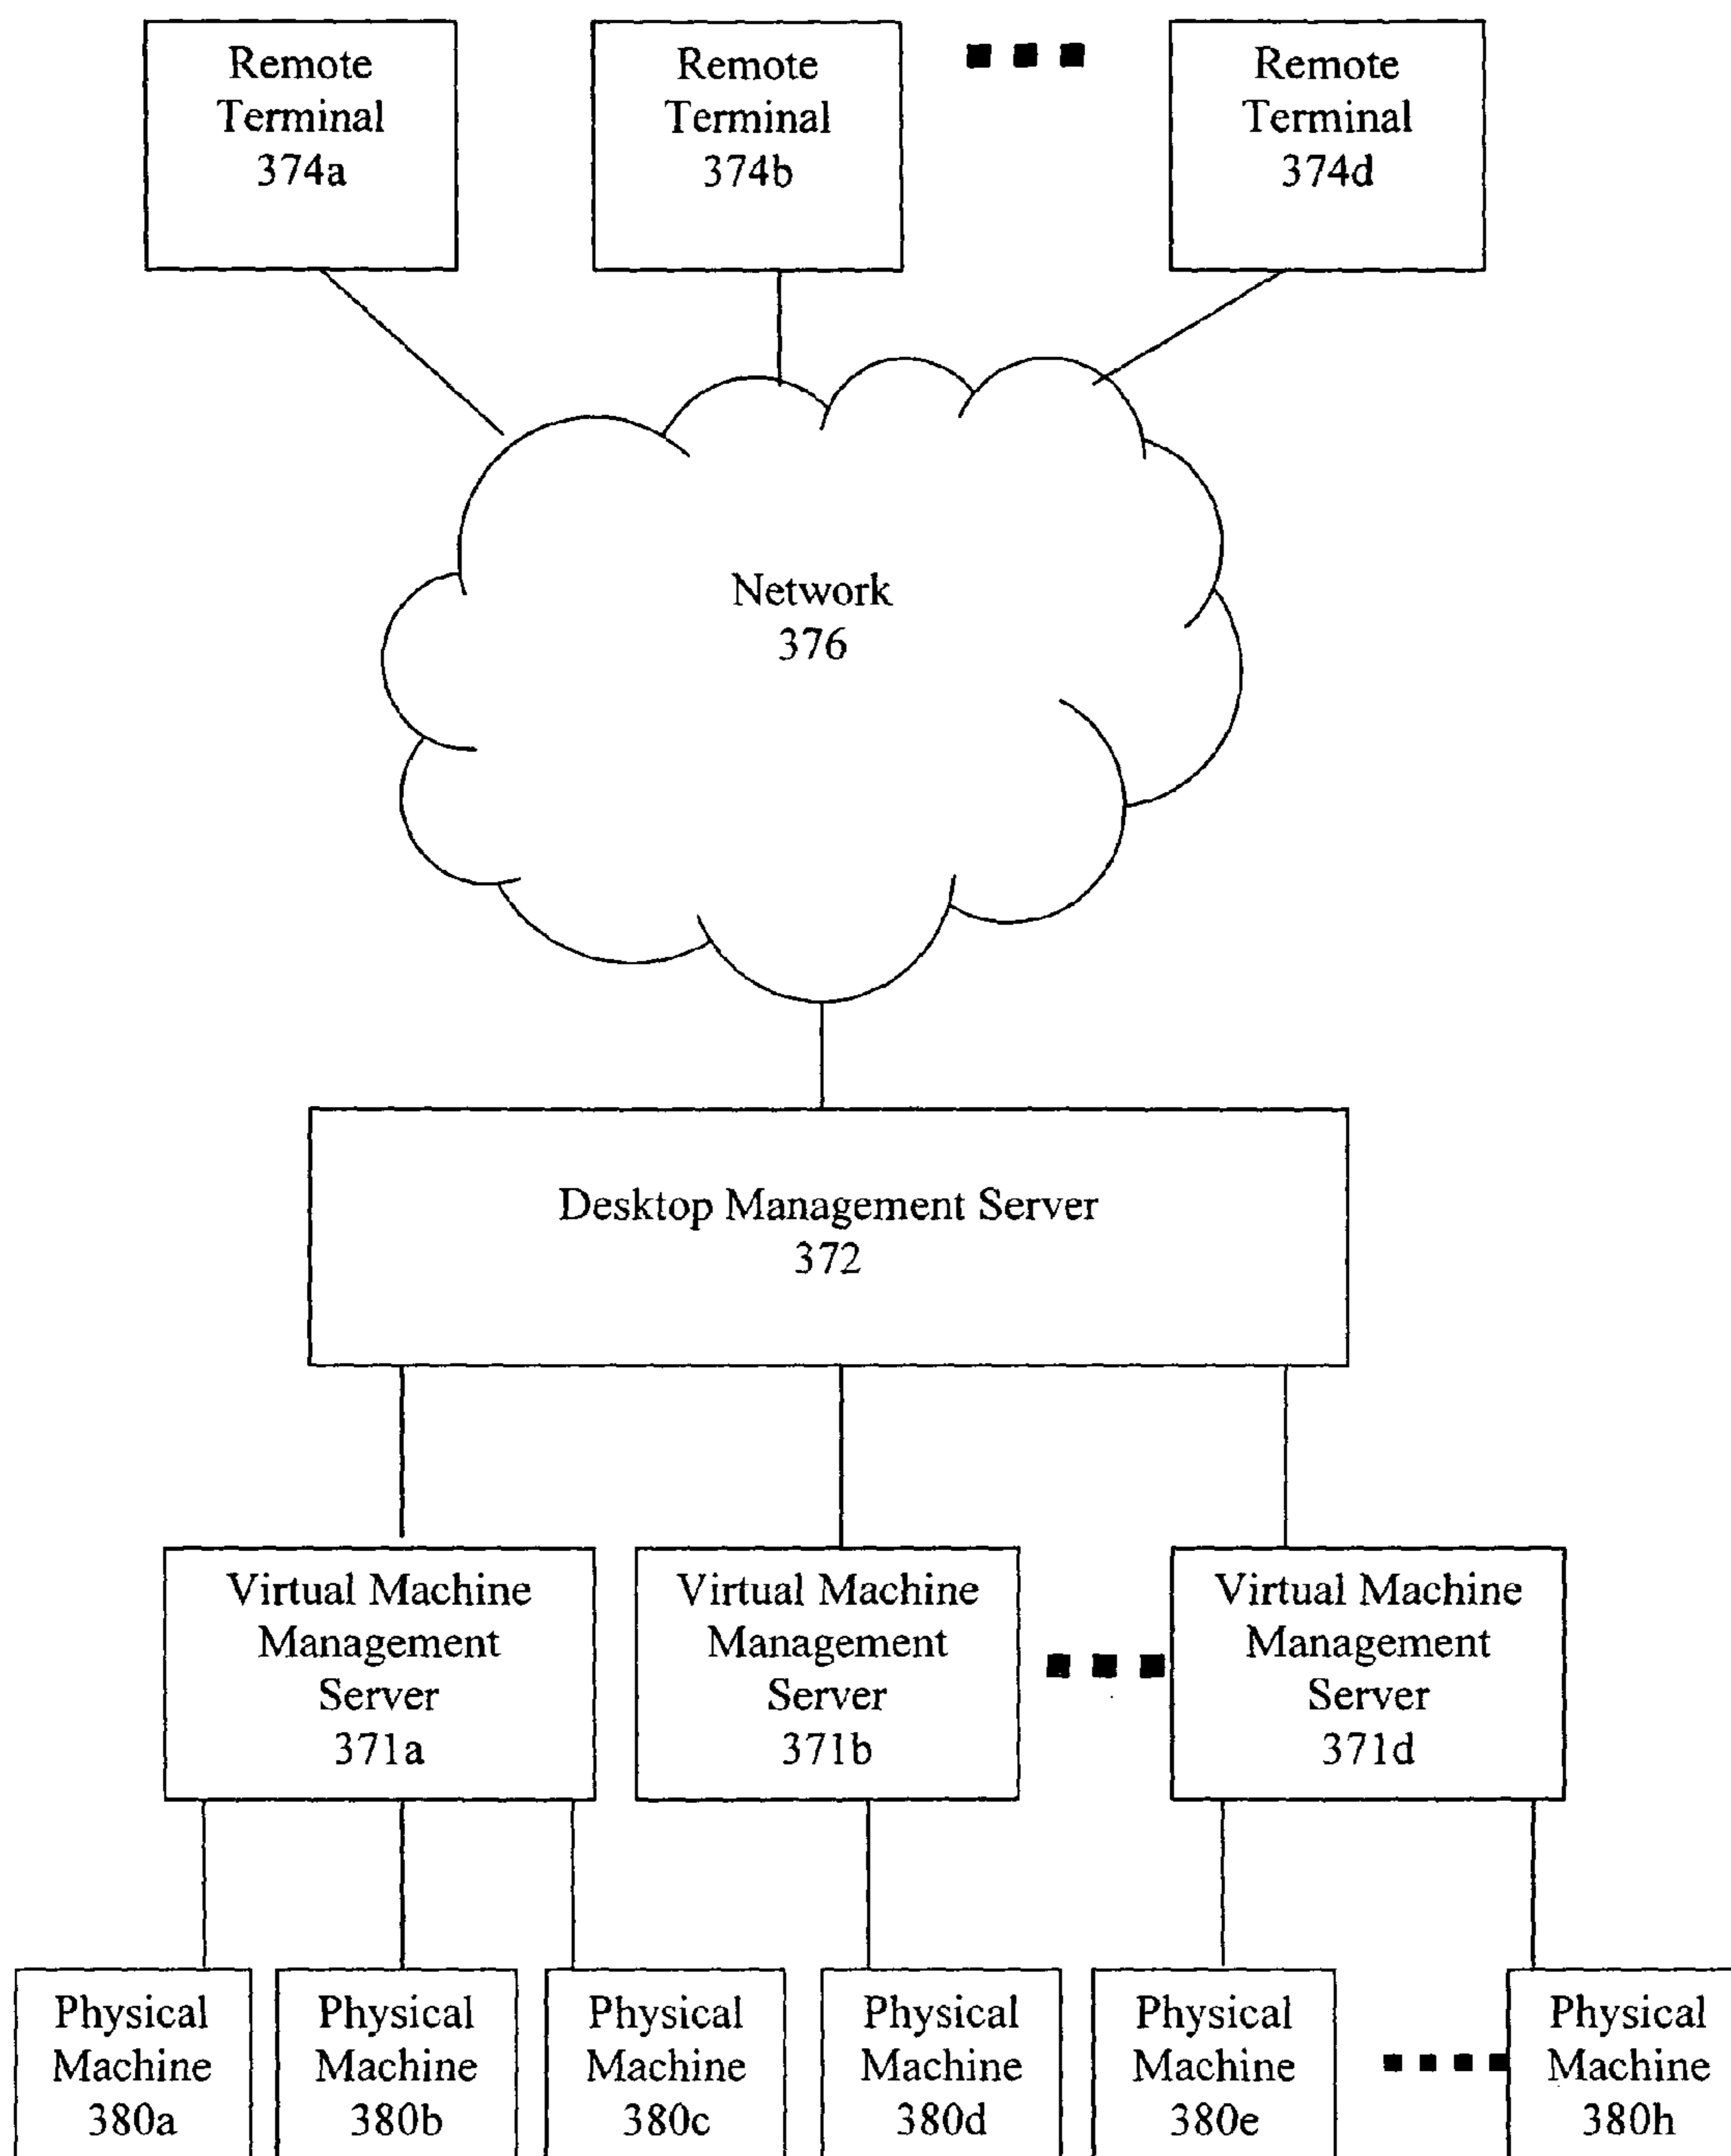 Remote
Terminal
374a
Remote
Terminal
374b
Remote
Terminal
374d
Network
376
Desktop Management Server
372
Virtual Machine
Management
Server
371a
Virtual Machine
Management
Server
371b
Virtual Machine
Management
Server
371d
Physical
Machine
380a
Physical
Machine
380b
Physical
Machine
380c
Physical
Machine
380d
Physical
Machine
380e
Physical
Machine
380h